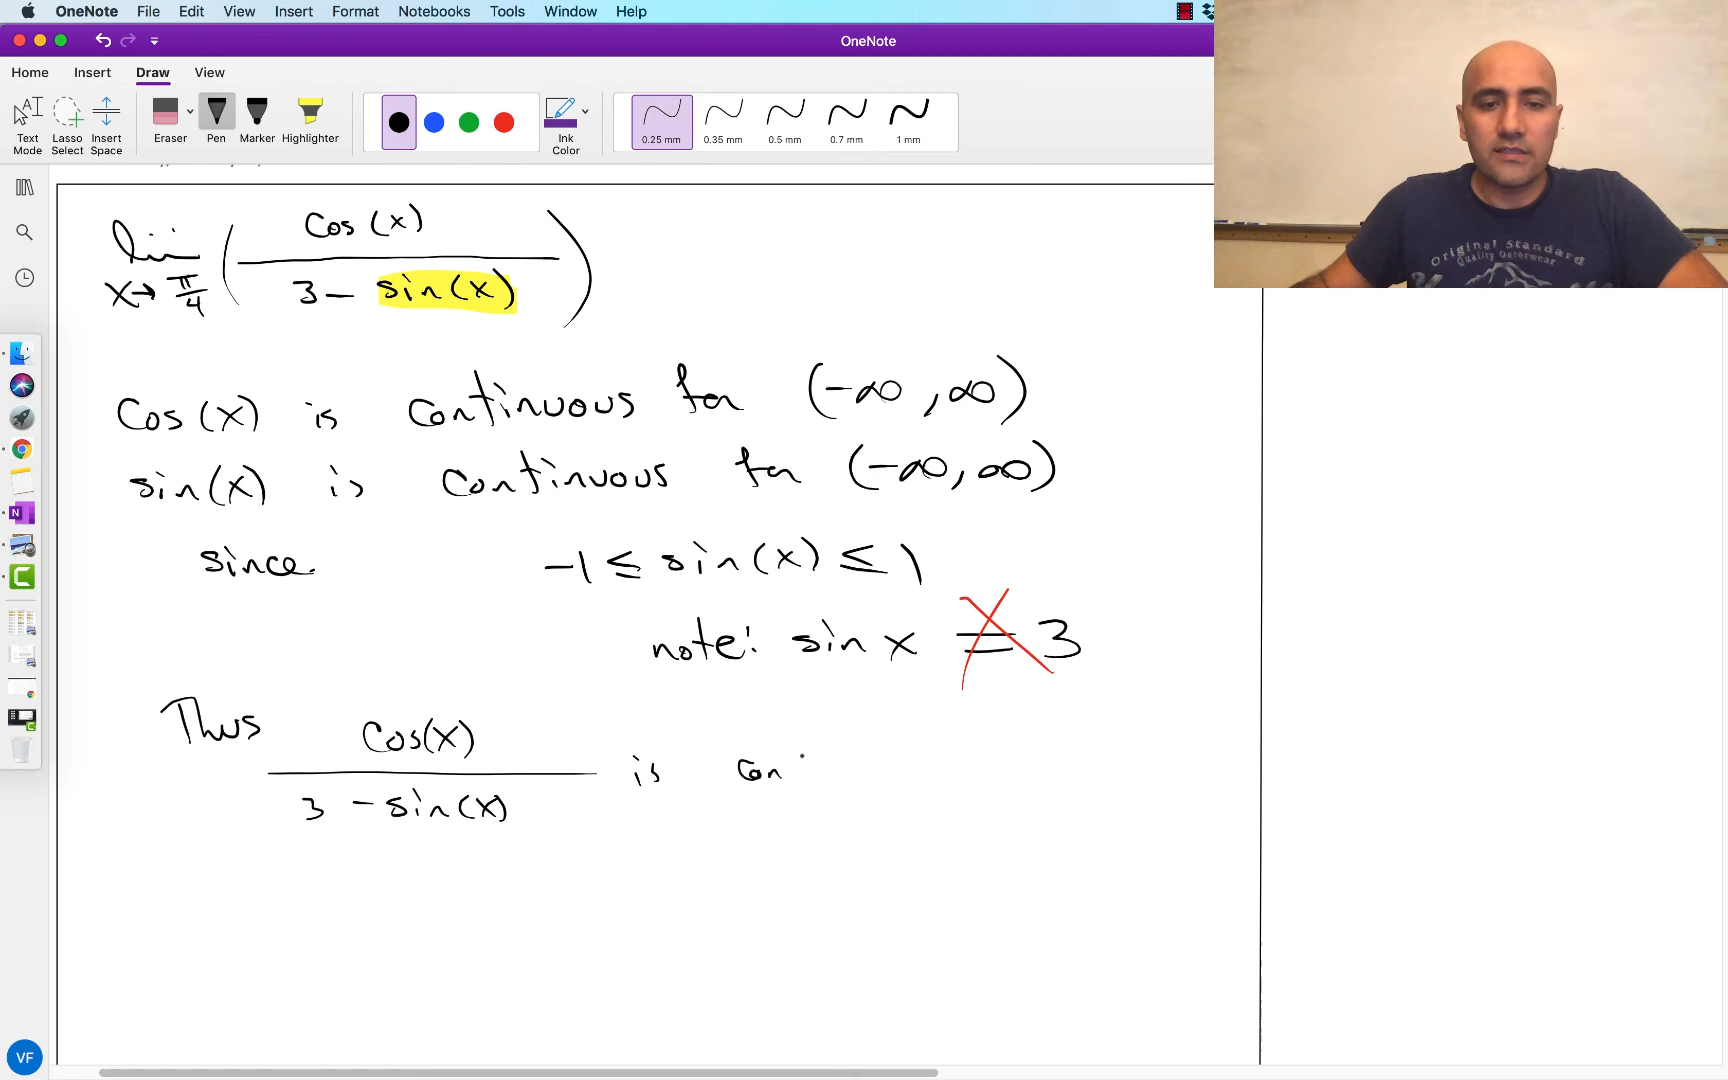 OneNote File Edit View Insert Format Notebooks Tools Window Help
OneNote
Home Insert Draw View
Text Mode Lasso Select Insert Space Eraser Pen Marker Highlighter Ink Color 0.25 mm 0.35 mm 0.5 mm 0.7 mm 1 mm
lim x→π/4 ( cos (x) / 3 - sin(x) )
cos (x) is continuous for (-∞, ∞)
sin(x) is continuous for (-∞, ∞)
since -1 ≤ sin(x) ≤ 1
note: sin x = 3
Thus cos(x) / 3 - sin(x) is con
VF
Original Standard
Quality Outerwear